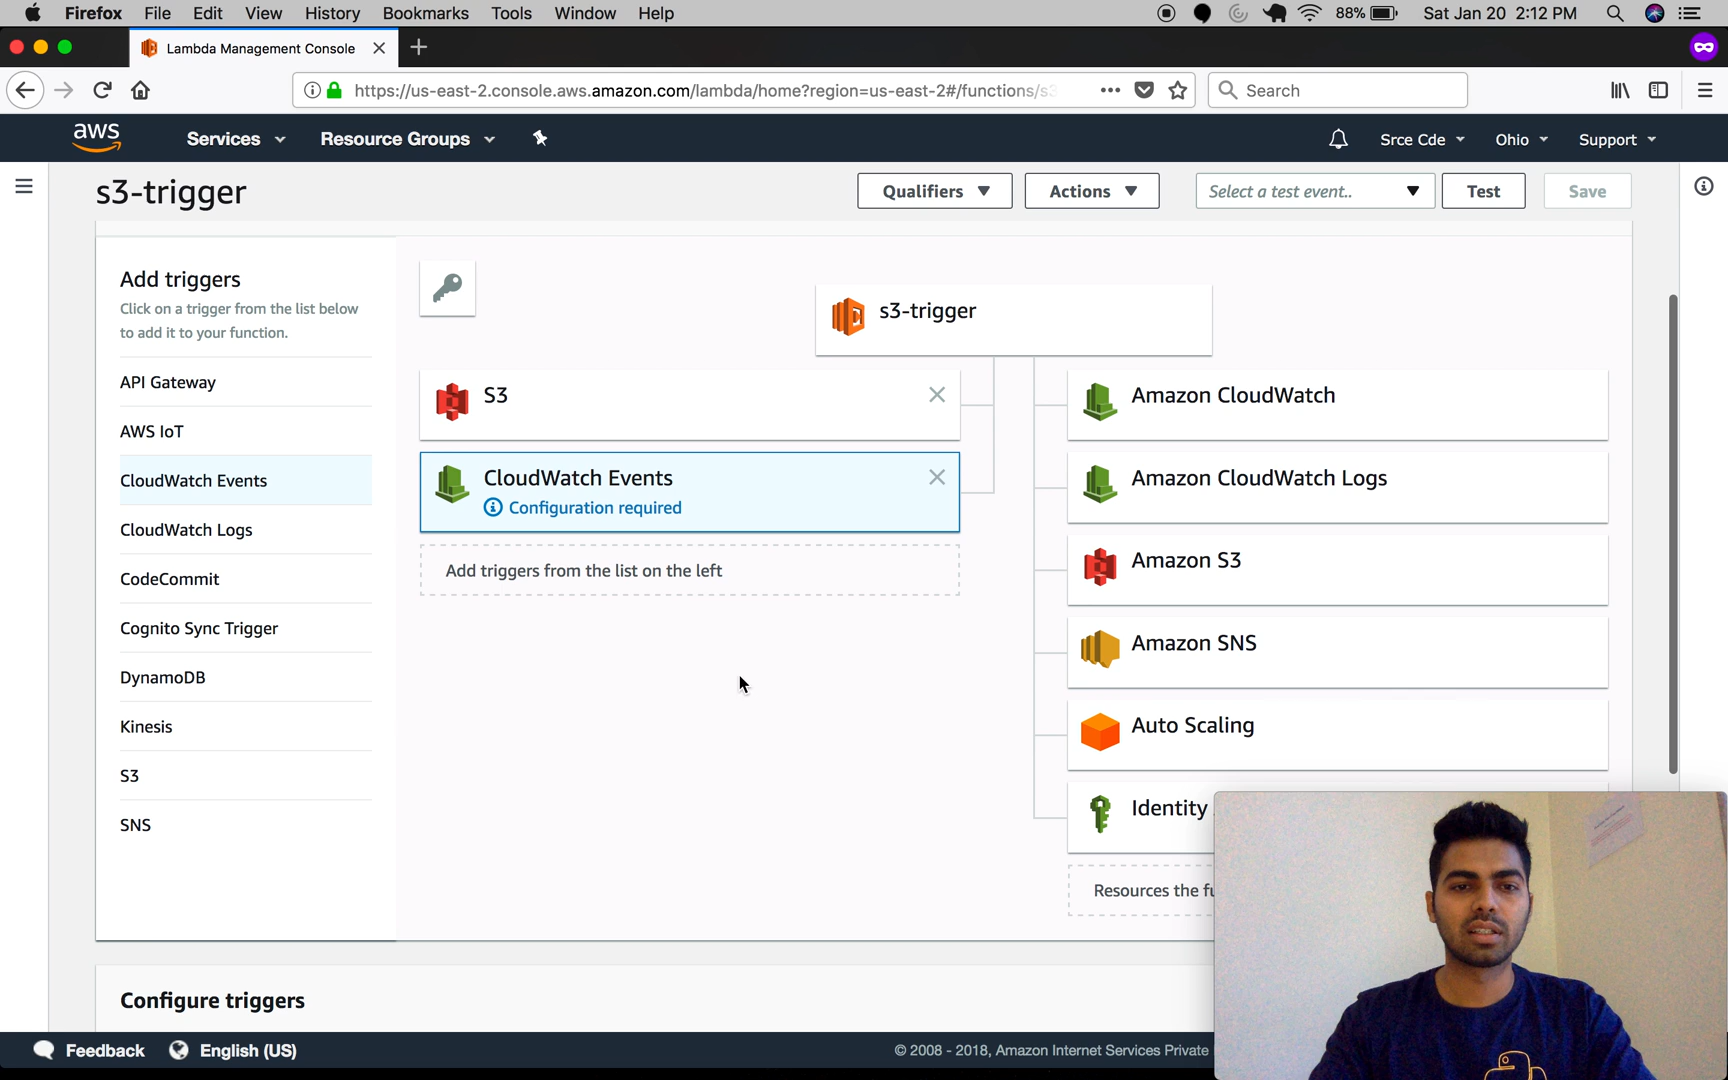 Firefox File Edit View History Bookmarks Tools Window Help 88% Sat Jan 20 2:12 PM
Lambda Management Console
https://us-east-2.console.aws.amazon.com/lambda/home?region=us-east-2#/functions/s3 Search
aws Services Resource Groups Srce Cde Ohio Support
s3-trigger Qualifiers Actions Select a test event.. Test Save
Add triggers
Click on a trigger from the list below
to add it to your function.
API Gateway
AWS IoT
CloudWatch Events
CloudWatch Logs
CodeCommit
Cognito Sync Trigger
DynamoDB
Kinesis
S3
SNS
s3-trigger
S3
CloudWatch Events
Configuration required
Add triggers from the list on the left
Amazon CloudWatch
Amazon CloudWatch Logs
Amazon S3
Amazon SNS
Auto Scaling
Identity
Resources the fu
Configure triggers
Feedback English (US) © 2008 - 2018, Amazon Internet Services Private